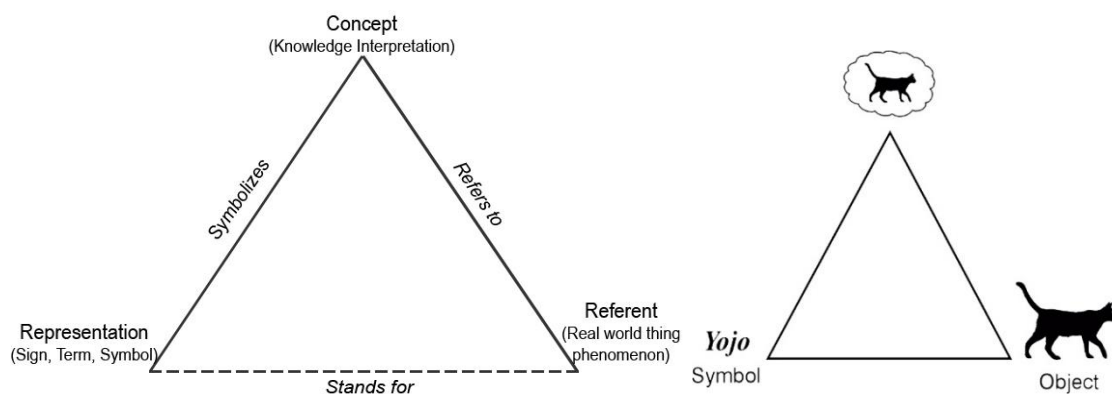 Concept
(Knowledge Interpretation)
Symbolizes
Refers to
Representation
(Sign, Term, Symbol)
Referent
(Real world thing
phenomenon)
Stands for
Yojo
Symbol
Object